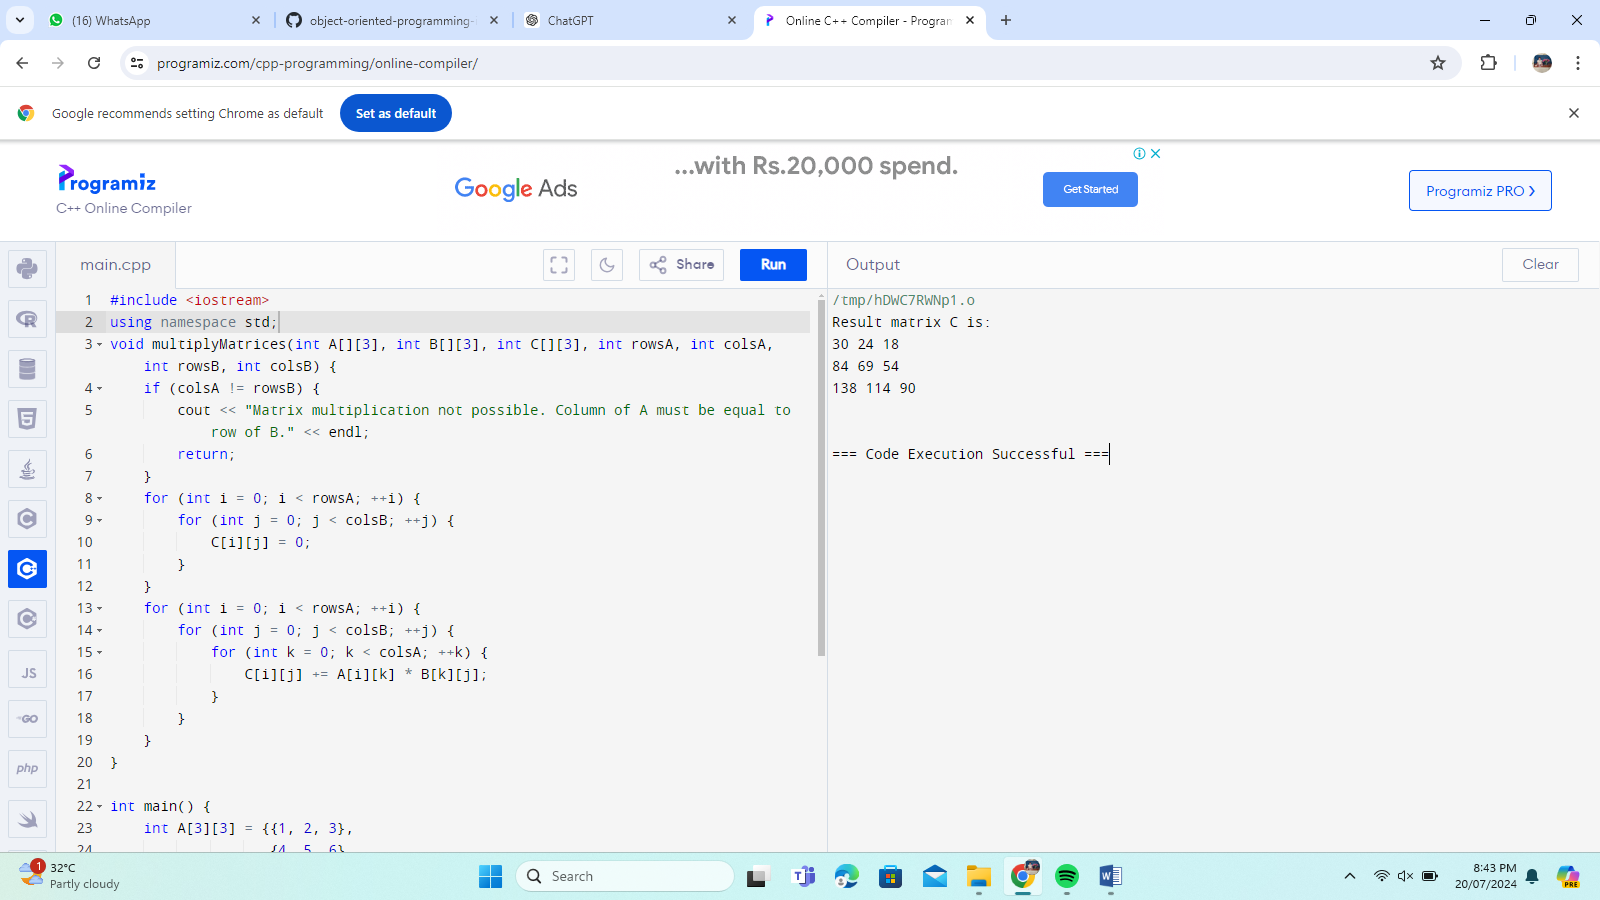 (16) WhatsApp
object-oriented-programming-
ChatGPT
Online C++ Compiler - Program
programiz.com/cpp-programming/online-compiler/
Google recommends setting Chrome as default
Set as default
Programiz
C++ Online Compiler
Google Ads
...with Rs.20,000 spend.
Get Started
Programiz PRO ❯
main.cpp
Share
Run
Output
Clear
1 #include <iostream>
2 using namespace std;
3 void multiplyMatrices(int A[][3], int B[][3], int C[][3], int rowsA, int colsA,
int rowsB, int colsB) {
4 if (colsA != rowsB) {
5 cout << "Matrix multiplication not possible. Column of A must be equal to
row of B." << endl;
6 return;
7 }
8 for (int i = 0; i < rowsA; ++i) {
9 for (int j = 0; j < colsB; ++j) {
10 C[i][j] = 0;
11 }
12 }
13 for (int i = 0; i < rowsA; ++i) {
14 for (int j = 0; j < colsB; ++j) {
15 for (int k = 0; k < colsA; ++k) {
16 C[i][j] += A[i][k] * B[k][j];
17 }
18 }
19 }
20 }
21
22 int main() {
23 int A[3][3] = {{1, 2, 3},
24 {4, 5, 6}
/tmp/hDWC7RWNp1.o
Result matrix C is:
30 24 18
84 69 54
138 114 90
=== Code Execution Successful ===
JS
GO
php
1
32°C
Partly cloudy
Search
8:43 PM
20/07/2024
PRE